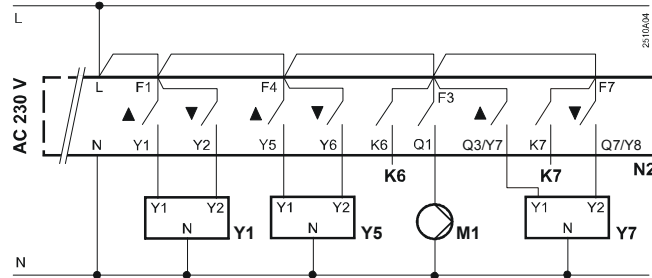 L
2510A04
AC 230 V
L F1 F4 F3 F7
N Y1 Y2 Y5 Y6 K6 Q1 Q3/Y7 K7 Q7/Y8
K6 K7 N2
Y1 Y2 Y1 Y2 Y1 Y2
N Y1 N Y5 M1 N Y7
N